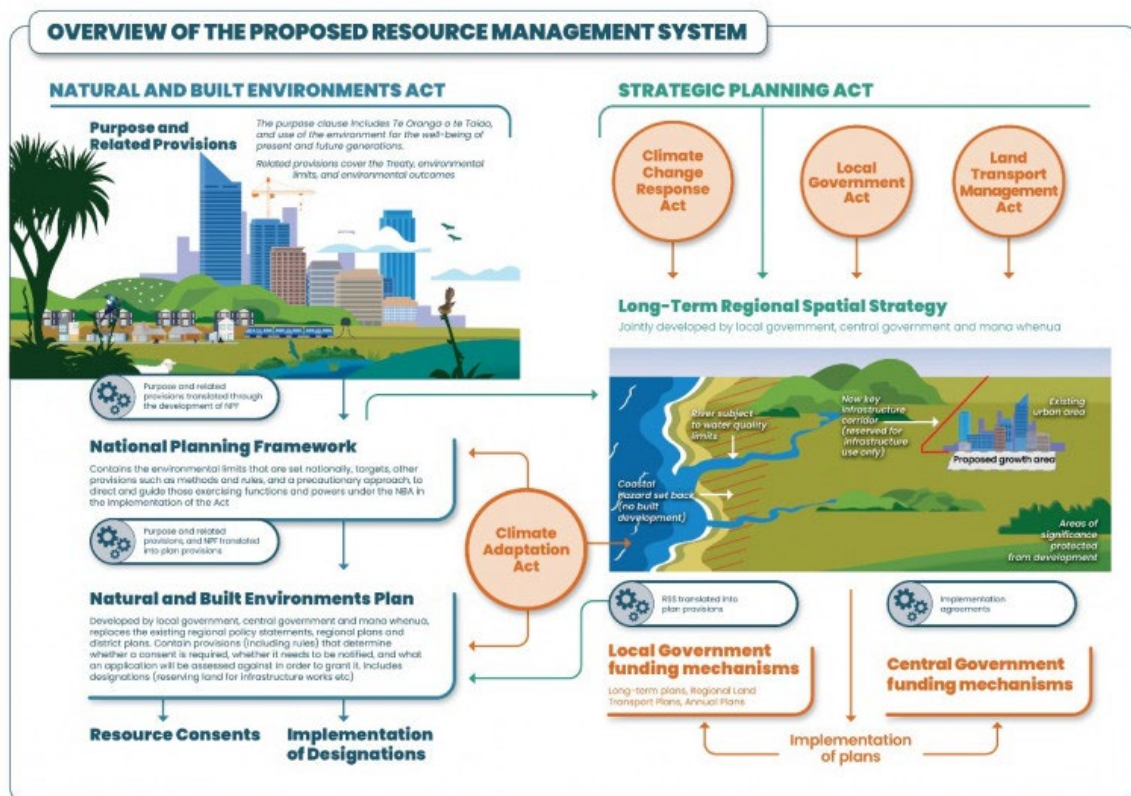 OVERVIEW OF THE PROPOSED RESOURCE MANAGEMENT SYSTEM
NATURAL AND BUILT ENVIRONMENTS ACT
Purpose and
Related Provisions
The purpose clause includes Te Oranga o te Taiao,
and use of the environment for the well-being of
present and future generations.
Related provisions cover the Treaty, environmental
limits, and environmental outcomes
Purpose and related
provisions translated through
the development of NPF
National Planning Framework
Contains the environmental limits that are set nationally, targets, other
provisions such as methods and rules, and a precautionary approach, to
direct and guide those exercising functions and powers under the NBA in
the implementation of the Act
Purpose and related
provisions, and NPF translated
into plan provisions
Natural and Built Environments Plan
Developed by local government, central government and mana whenua,
replaces the existing regional policy statements, regional plans and
district plans. Contain provisions (including rules) that determine
whether a consent is required, whether it needs to be notified, and what
an application will be assessed against in order to grant it. Includes
designations (reserving land for infrastructure works etc)
Resource Consents
Implementation
of Designations
Climate
Adaptation
Act
STRATEGIC PLANNING ACT
Climate
Change
Response
Act
Local
Government
Act
Land
Transport
Management
Act
Long-Term Regional Spatial Strategy
Jointly developed by local government, central government and mana whenua
River subject
to water quality
limits
New key
infrastructure
corridor
(reserved for
infrastructure
use only)
Existing
urban area
Proposed growth area
Coastal
Hazard set back
(no built
development)
Areas of
significance
protected
from development
RSS translated into
plan provisions
Implementation
agreements
Local Government
funding mechanisms
Long-term plans, Regional Land
Transport Plans, Annual Plans
Central Government
funding mechanisms
Implementation
of plans